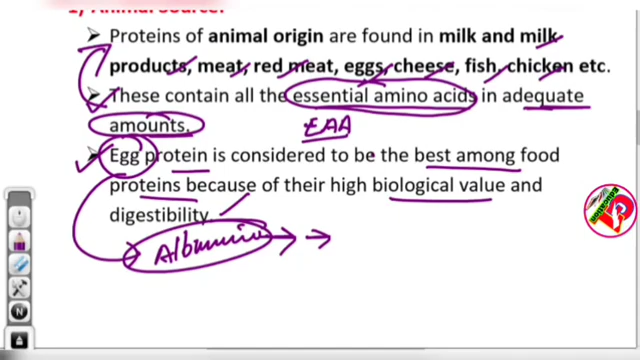 1) Animal Source:
➤ Proteins of animal origin are found in milk and milk
products, meat, red meat, eggs, cheese, fish, chicken etc.
➤ These contain all the essential amino acids in adequate
amounts.
EAA
➤ Egg protein is considered to be the best among food
proteins because of their high biological value and
digestibility.
Albumin
Education
N